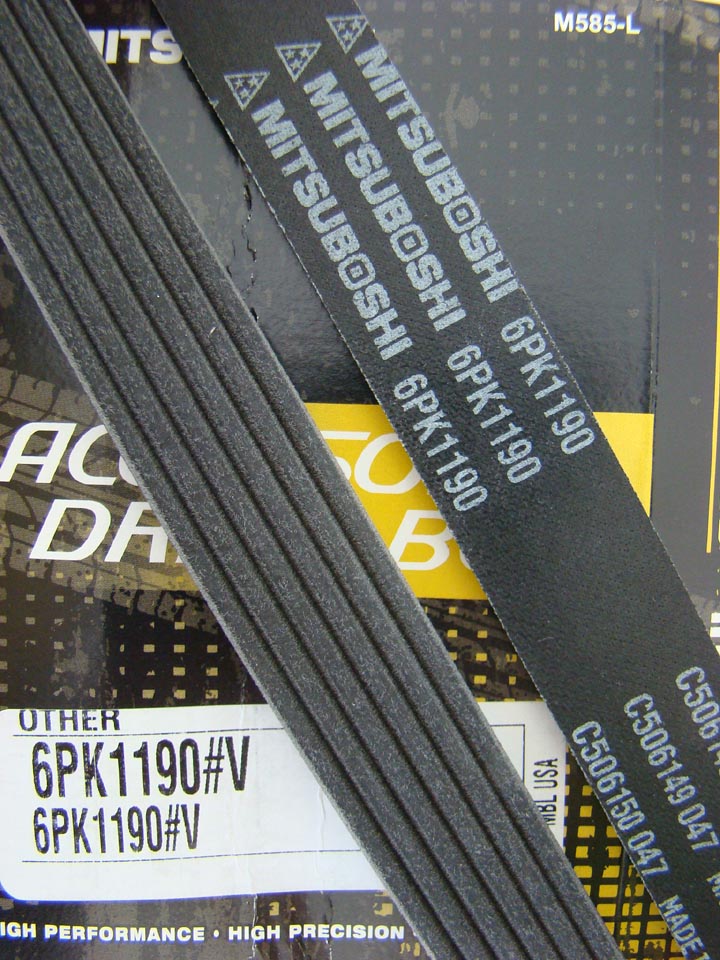 M585-L
MITS
MITSUBOSHI 6PK1190
MITSUBOSHI 6PK1190
MITSUBOSHI 6PK1190
OTHER
6PK1190#V
6PK1190#V
MBL USA
C506149 047
C506150 047 MADE
HIGH PERFORMANCE • HIGH PRECISION